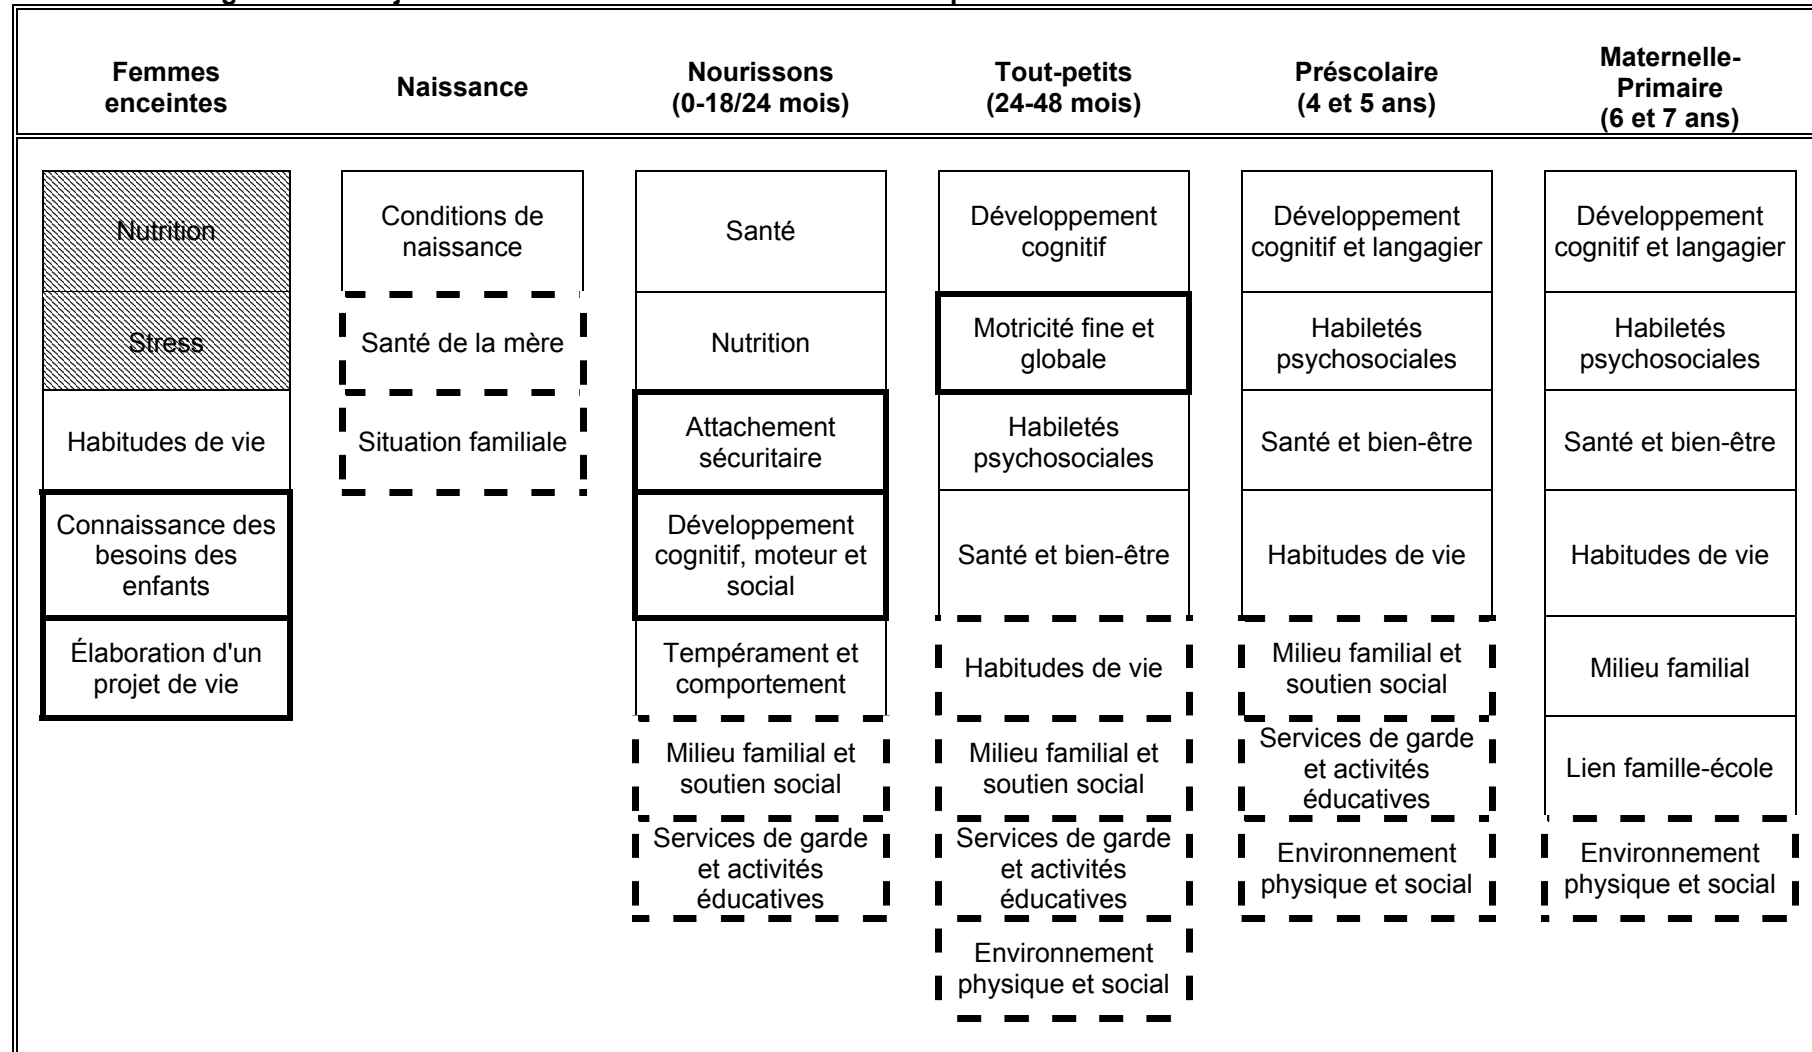 Femmes
enceintes
Naissance
Nourissons
(0-18/24 mois)
Tout-petits
(24-48 mois)
Préscolaire
(4 et 5 ans)
Maternelle-
Primaire
(6 et 7 ans)
Nutrition
Stress
Habitudes de vie
Connaissance des
besoins des
enfants
Élaboration d'un
projet de vie
Conditions de
naissance
Santé de la mère
Situation familiale
Santé
Nutrition
Attachement
sécuritaire
Développement
cognitif, moteur et
social
Tempérament et
comportement
Milieu familial et
soutien social
Services de garde
et activités
éducatives
Développement
cognitif
Motricité fine et
globale
Habiletés
psychosociales
Santé et bien-être
Habitudes de vie
Milieu familial et
soutien social
Services de garde
et activités
éducatives
Environnement
physique et social
Développement
cognitif et langagier
Habiletés
psychosociales
Santé et bien-être
Habitudes de vie
Milieu familial et
soutien social
Services de garde
et activités
éducatives
Environnement
physique et social
Développement
cognitif et langagier
Habiletés
psychosociales
Santé et bien-être
Habitudes de vie
Milieu familial
Lien famille-école
Environnement
physique et social